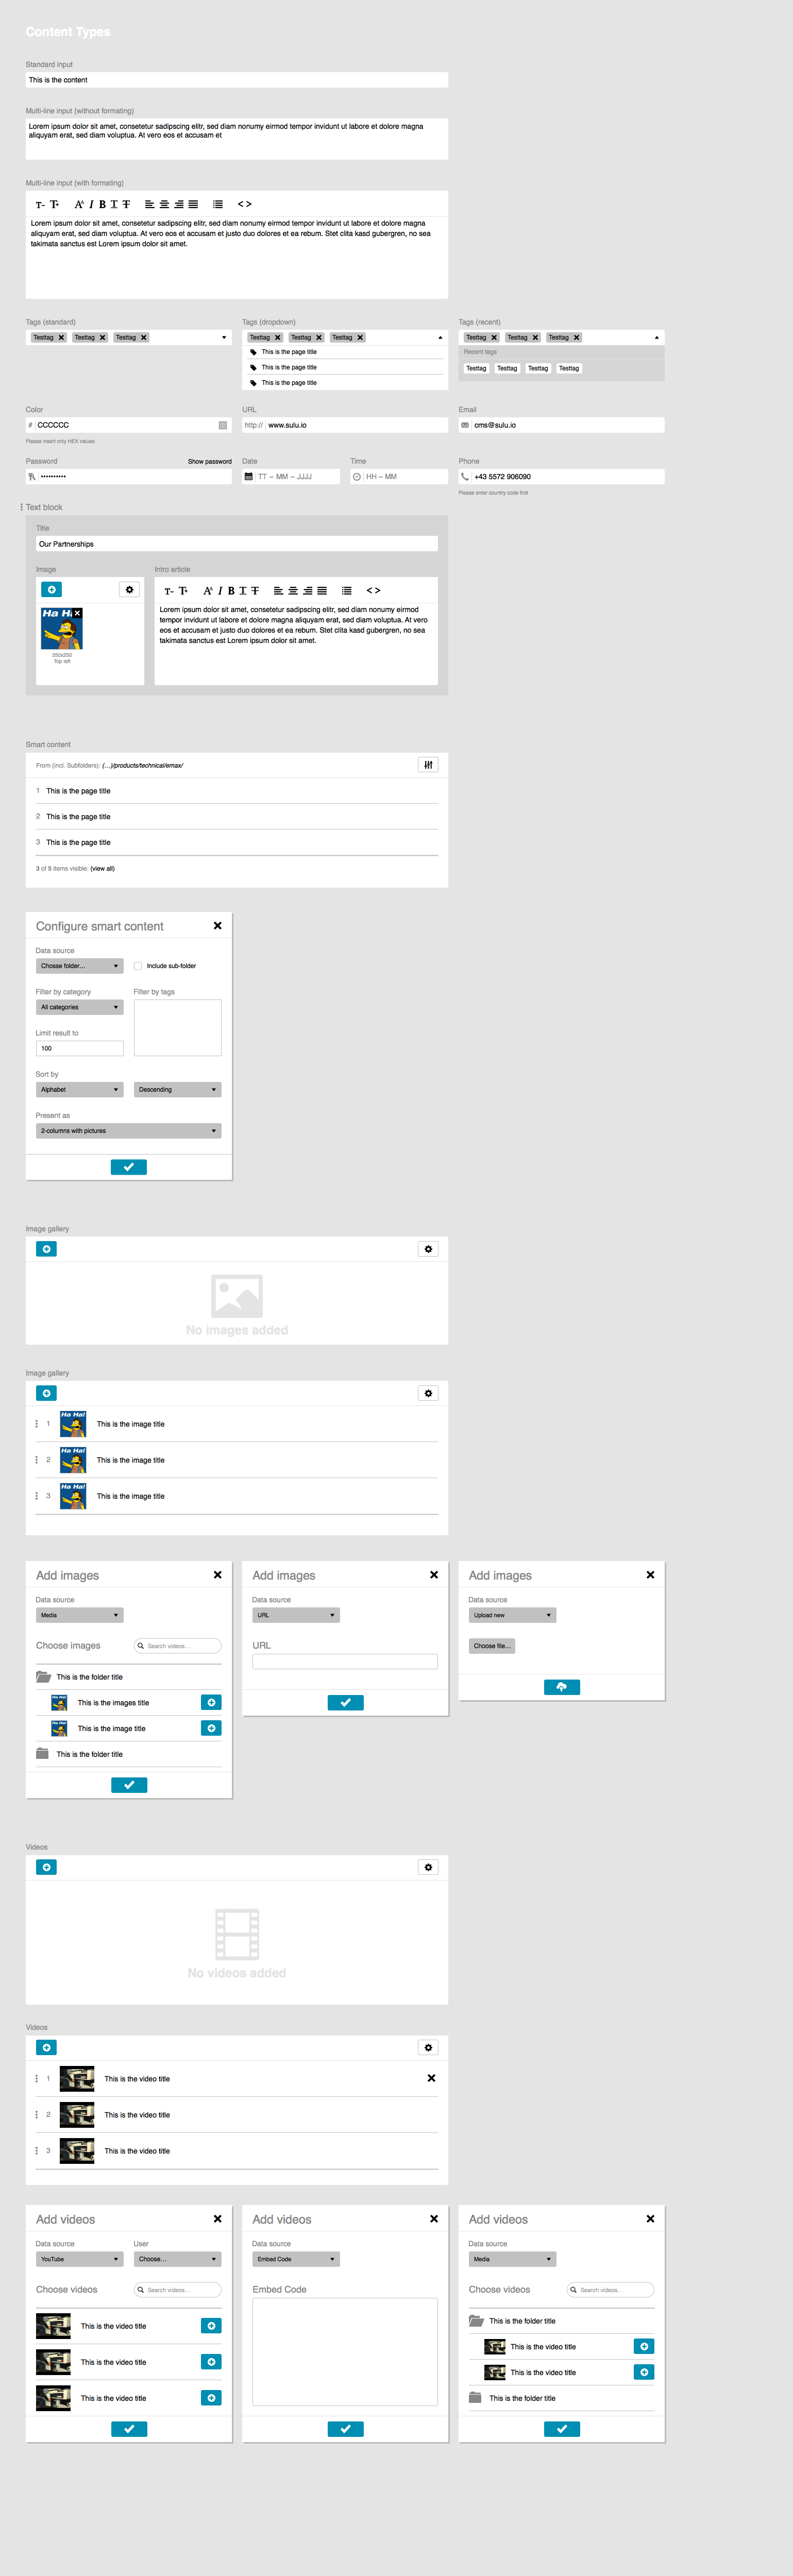 Content Types
Standard input
This is the content
Multi-line input (without formating)
Lorem ipsum dolor sit amet, consetetur sadipscing elitr, sed diam nonumy eirmod tempor invidunt ut labore et dolore magna
aliquyam erat, sed diam voluptua. At vero eos et accusam et
Multi-line input (with formating)
Lorem ipsum dolor sit amet, consetetur sadipscing elitr, sed diam nonumy eirmod tempor invidunt ut labore et dolore magna
aliquyam erat, sed diam voluptua. At vero eos et accusam et justo duo dolores et ea rebum. Stet clita kasd gubergren, no sea
takimata sanctus est Lorem ipsum dolor sit amet.
Tags (standard)
Testtag Testtag Testtag
Tags (dropdown)
Testtag Testtag Testtag
This is the page title
This is the page title
This is the page title
Tags (recent)
Testtag Testtag Testtag
Recent tags
Testtag Testtag Testtag Testtag
Color
# CCCCCC
Please insert only HEX values
URL
http:// www.sulu.io
Email
cms@sulu.io
Password Show password
••••••••••
Date
TT – MM – JJJJ
Time
HH – MM
Phone
+43 5572 906090
Please enter country code first
Text block
Title
Our Partnerships
Image
Ha Ha
250x250
Top left
Intro article
Lorem ipsum dolor sit amet, consetetur sadipscing elitr, sed diam nonumy eirmod
tempor invidunt ut labore et dolore magna aliquyam erat, sed diam voluptua. At vero
eos et accusam et justo duo dolores et ea rebum. Stet clita kasd gubergren, no sea
takimata sanctus est Lorem ipsum dolor sit amet.
Smart content
From (incl. Subfolders): (…)/products/technical/emax/
1 This is the page title
2 This is the page title
3 This is the page title
3 of 5 items visible: (view all)
Configure smart content
Data source
Chosse folder…
Include sub-folder
Filter by category
All categories
Filter by tags
Limit result to
100
Sort by
Alphabet
Descending
Present as
2-columns with pictures
Image gallery
No images added
Image gallery
1 Ha Ha! This is the image title
2 Ha Ha! This is the image title
3 Ha Ha! This is the image title
Add images
Data source
Media
Choose images
Search videos…
This is the folder title
Ha Ha! This is the images title
Ha Ha! This is the image title
This is the folder title
Add images
Data source
URL
URL
Add images
Data source
Upload new
Choose file…
Videos
No videos added
Videos
1 This is the video title
2 This is the video title
3 This is the video title
Add videos
Data source
YouTube
User
Choose…
Choose videos
Search videos…
This is the video title
This is the video title
This is the video title
Add videos
Data source
Embed Code
Embed Code
Add videos
Data source
Media
Choose videos
Search videos…
This is the folder title
This is the video title
This is the video title
This is the folder title